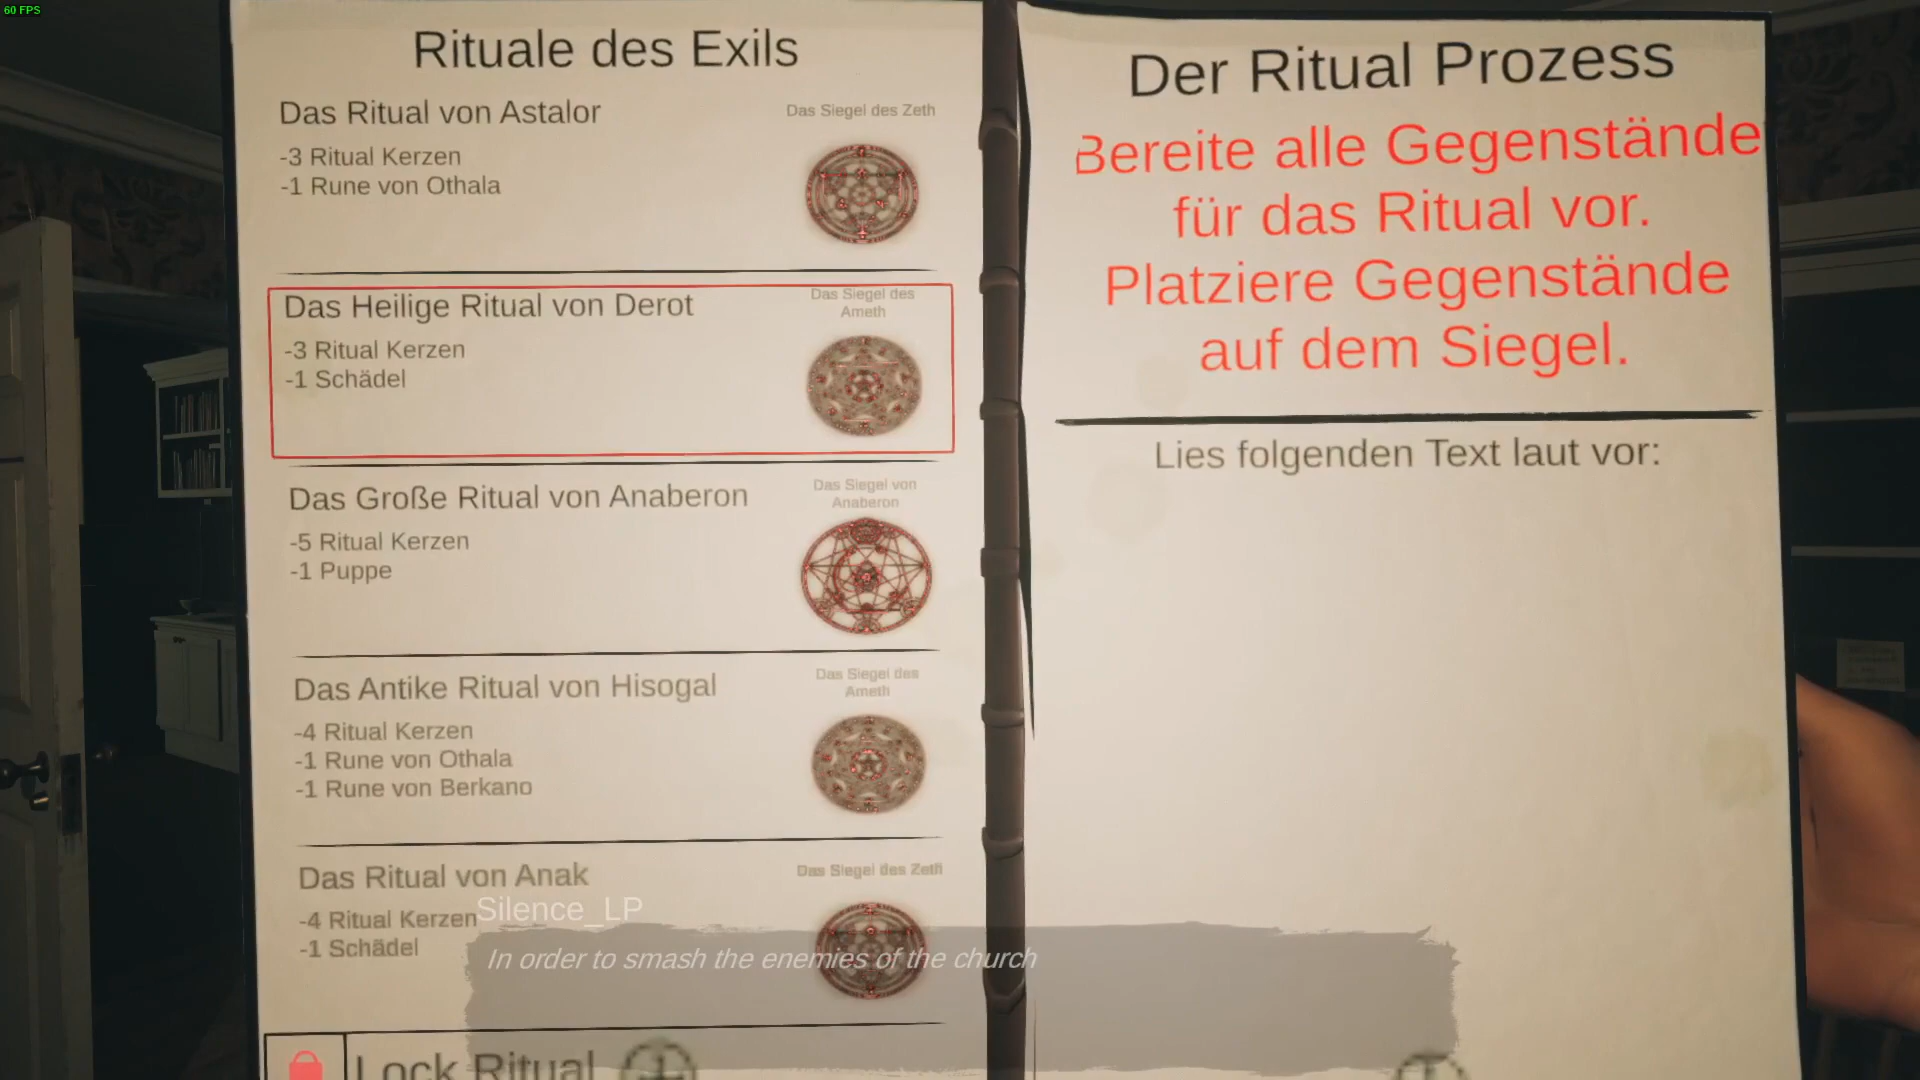 60 FPS
Rituale des Exils
Das Ritual von Astalor
Das Siegel des Zeth
-3 Ritual Kerzen
-1 Rune von Othala
Das Heilige Ritual von Derot
Das Siegel des
Ameth
-3 Ritual Kerzen
-1 Schädel
Das Große Ritual von Anaberon
Das Siegel von
Anaberon
-5 Ritual Kerzen
-1 Puppe
Das Antike Ritual von Hisogal
Das Siegel des
Ameth
-4 Ritual Kerzen
-1 Rune von Othala
-1 Rune von Berkano
Das Ritual von Anak
Das Siegel des Zeth
-4 Ritual Kerzen
-1 Schädel
Lock Ritual
Der Ritual Prozess
Bereite alle Gegenstände
für das Ritual vor.
Platziere Gegenstände
auf dem Siegel.
Lies folgenden Text laut vor:
Silence_LP
In order to smash the enemies of the church